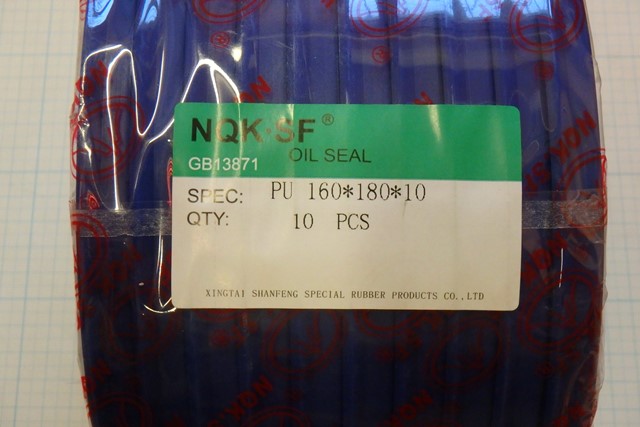 NQK·SF®
OIL SEAL
GB13871
SPEC: PU 160*180*10
QTY: 10 PCS
XINGTAI SHANFENG SPECIAL RUBBER PRODUCTS CO.,LTD